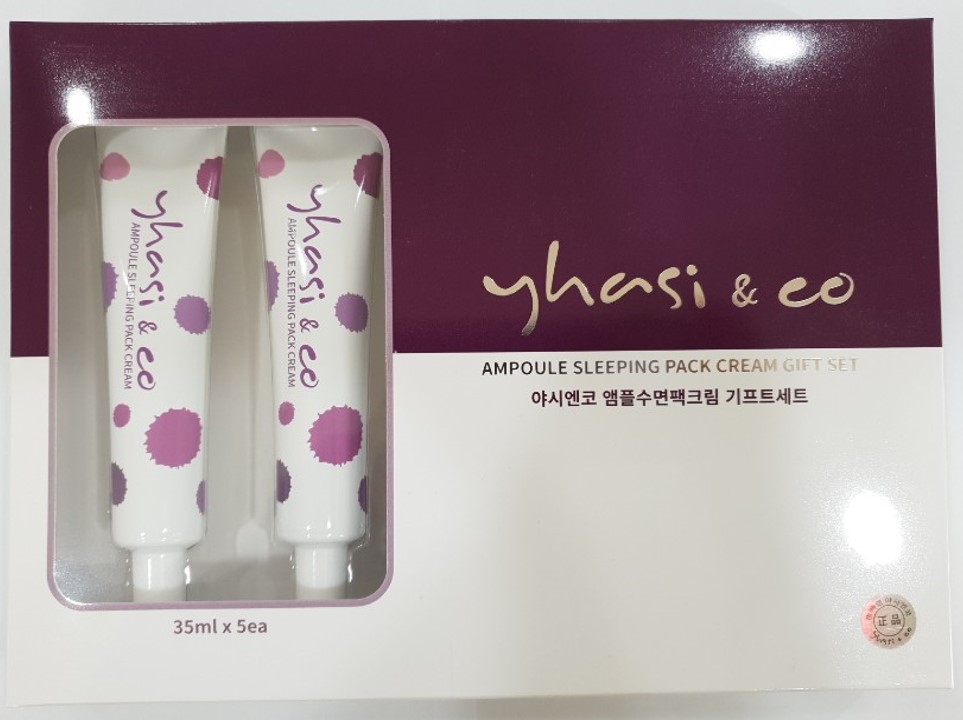 yhasi & co
AMPOULE SLEEPING PACK CREAM
yhasi & co
AMPOULE SLEEPING PACK CREAM
yhasi & co
AMPOULE SLEEPING PACK CREAM GIFT SET
야시엔코 앰플수면팩크림 기프트세트
35ml x 5ea